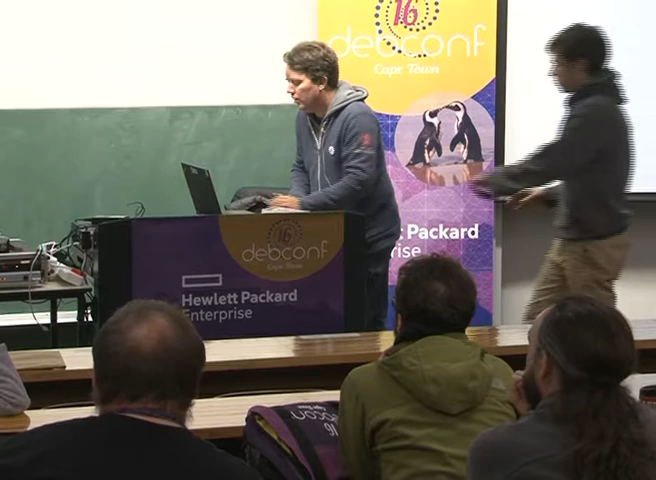 16
debconf
Cape Town
Packard
rise
16
debconf
Cape Town
Hewlett Packard
Enterprise
debconf
16